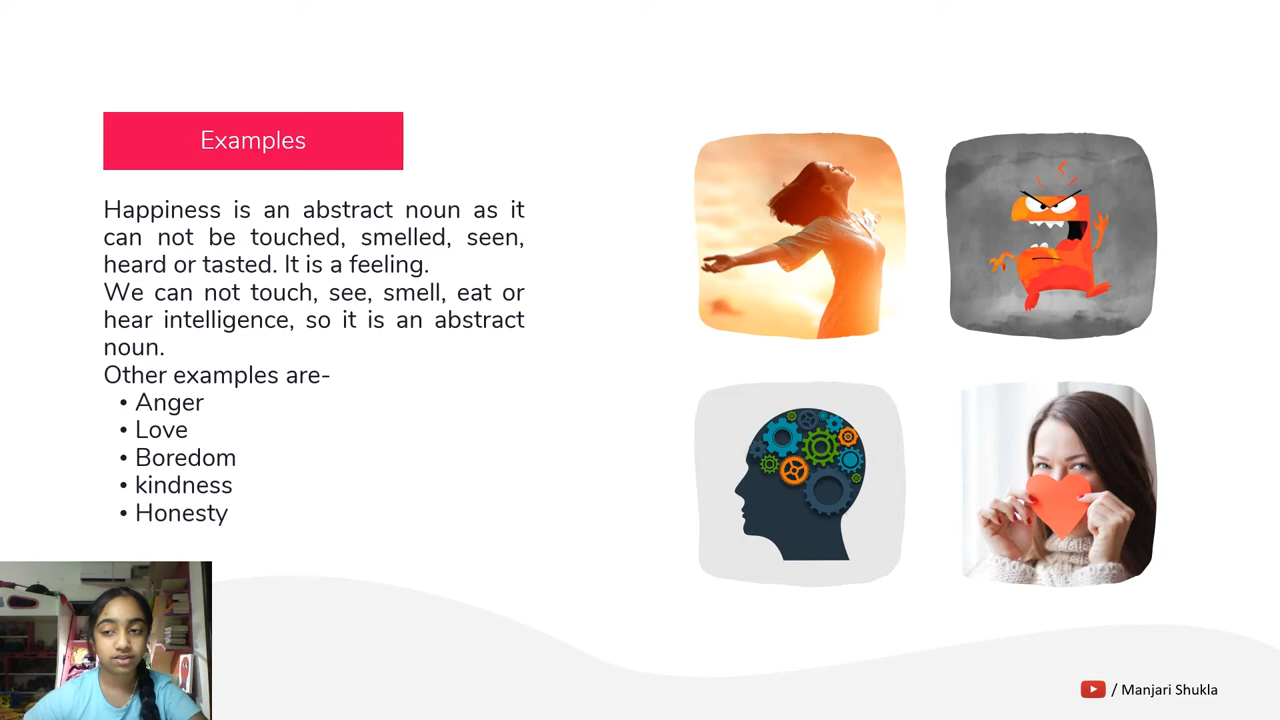 Examples
Happiness is an abstract noun as it
can not be touched, smelled, seen,
heard or tasted. It is a feeling.
We can not touch, see, smell, eat or
hear intelligence, so it is an abstract
noun.
Other examples are-
• Anger
• Love
• Boredom
• kindness
• Honesty
/ Manjari Shukla